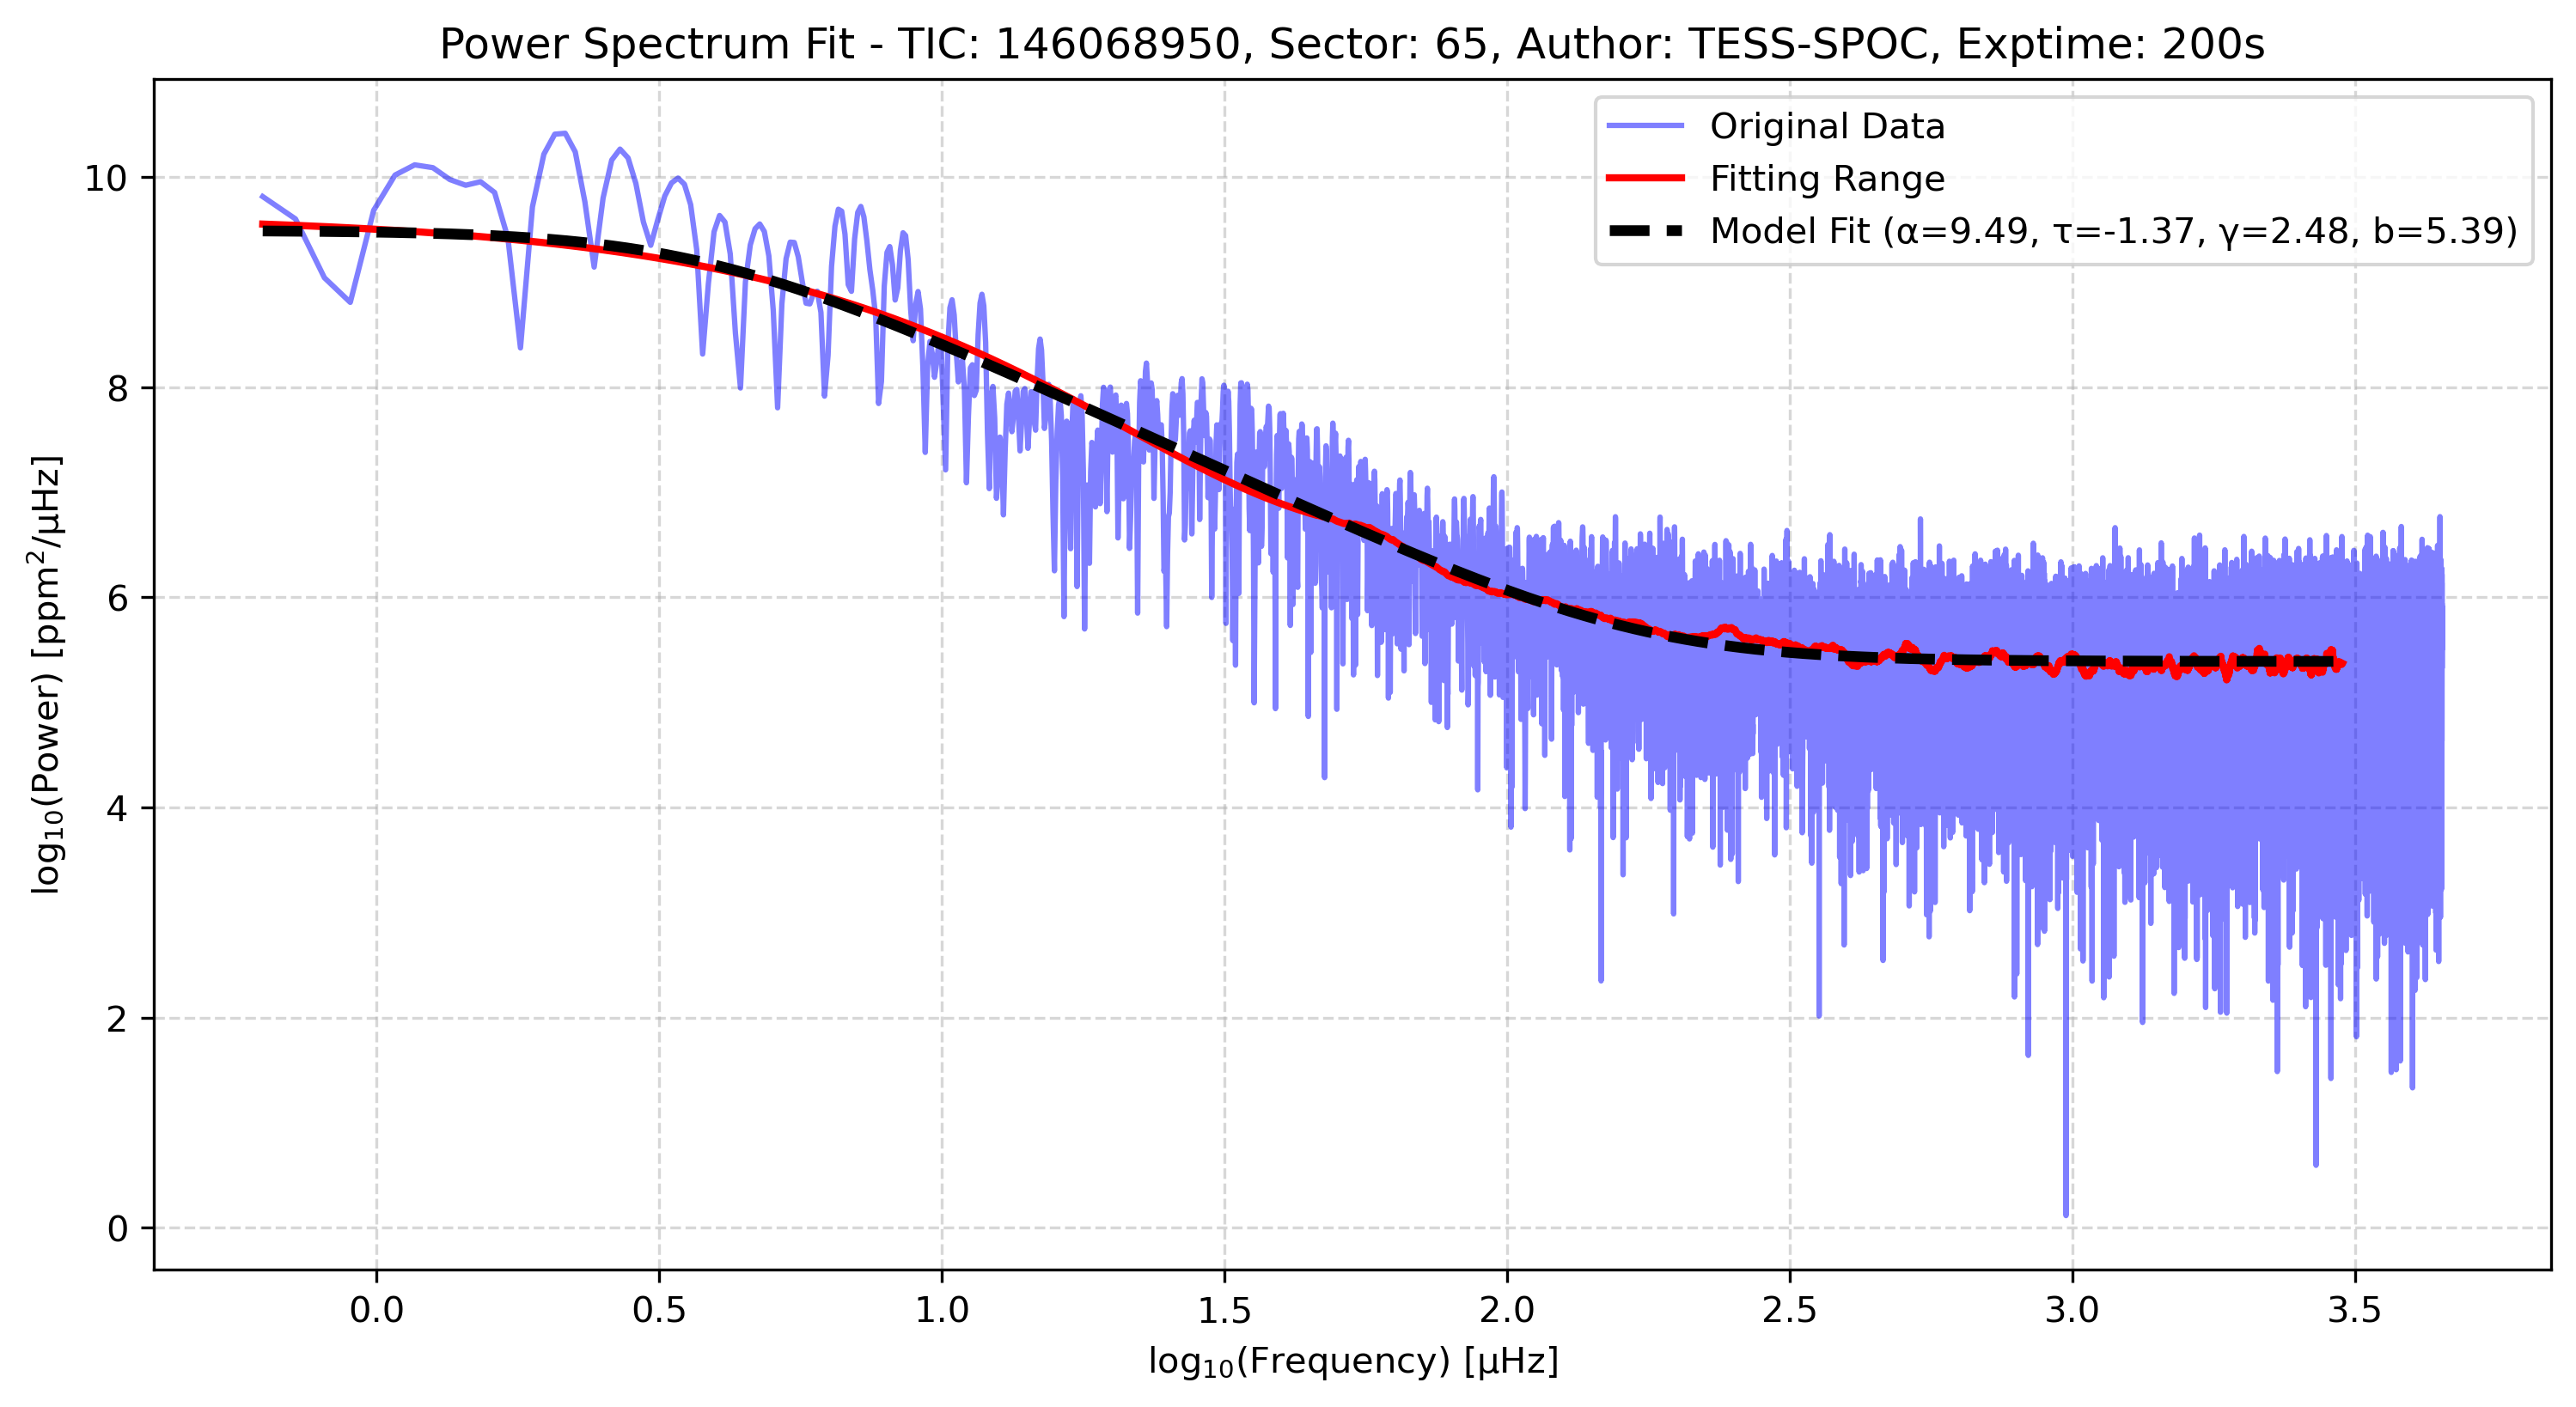 Power Spectrum Fit - TIC: 146068950, Sector: 65, Author: TESS-SPOC, Exptime: 200s
Original Data
Fitting Range
Model Fit (α=9.49, τ=-1.37, γ=2.48, b=5.39)
log₁₀(Power) [ppm²/μHz]
10
8
6
4
2
0
0.0 0.5 1.0 1.5 2.0 2.5 3.0 3.5
log₁₀(Frequency) [μHz]